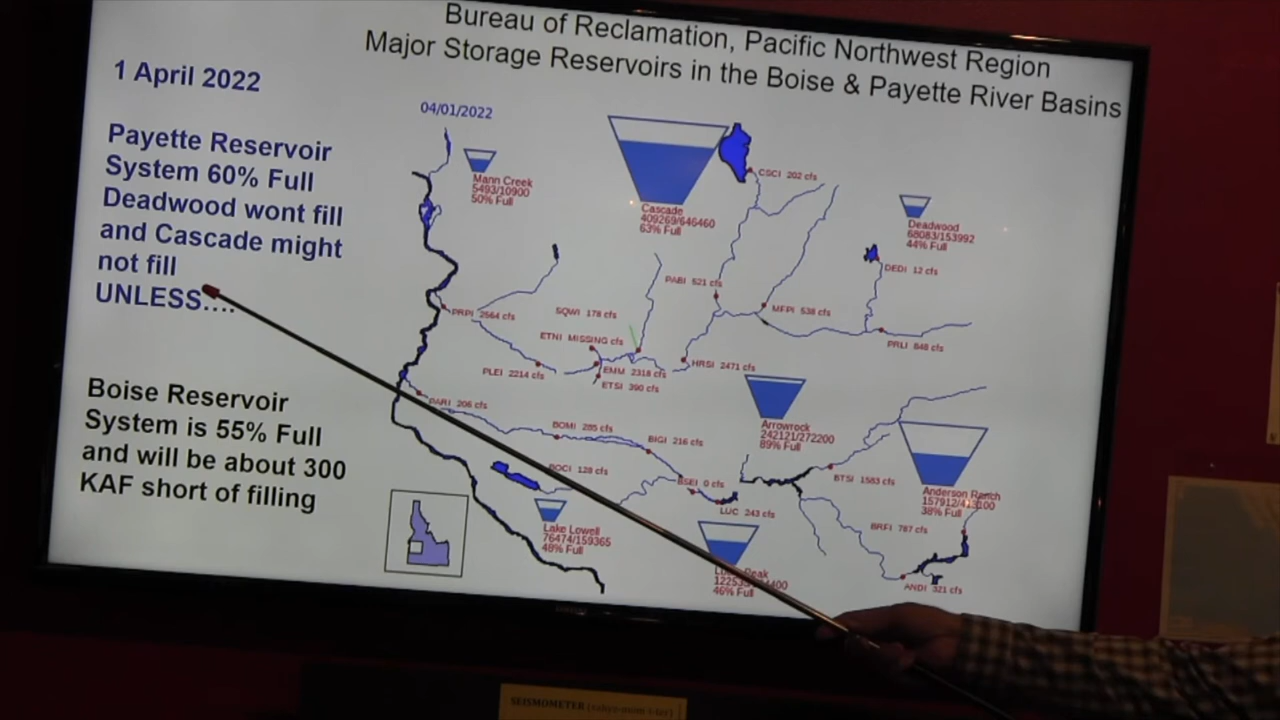 Bureau of Reclamation, Pacific Northwest Region
Major Storage Reservoirs in the Boise & Payette River Basins
1 April 2022
Payette Reservoir
System 60% Full
Deadwood wont fill
and Cascade might
not fill
UNLESS....
Boise Reservoir
System is 55% Full
and will be about 300
KAF short of filling
04/01/2022
Mann Creek
5493/10900
50% Full
Cascade
409269/646460
63% Full
CSCI 202 cfs
Deadwood
68083/153992
44% Full
DEDI 12 cfs
PABI 521 cfs
PRPI 2564 cfs
SQWI 178 cfs
MFPI 538 cfs
ETNI MISSING cfs
PRLI 848 cfs
PLEI 2214 cfs
EMM 2318 cfs
HRSI 2471 cfs
ETSI 390 cfs
PARI 206 cfs
Arrowrock
242121/272200
89% Full
BOMI 285 cfs
BIGI 216 cfs
BOCI 128 cfs
BSEI 0 cfs
BTSI 1583 cfs
Anderson Ranch
38% Full
LUC 243 cfs
Lake Lowell
76474/159365
48% Full
BRFI 787 cfs
46% Full
ANDI 321 cfs
SEISMOMETER